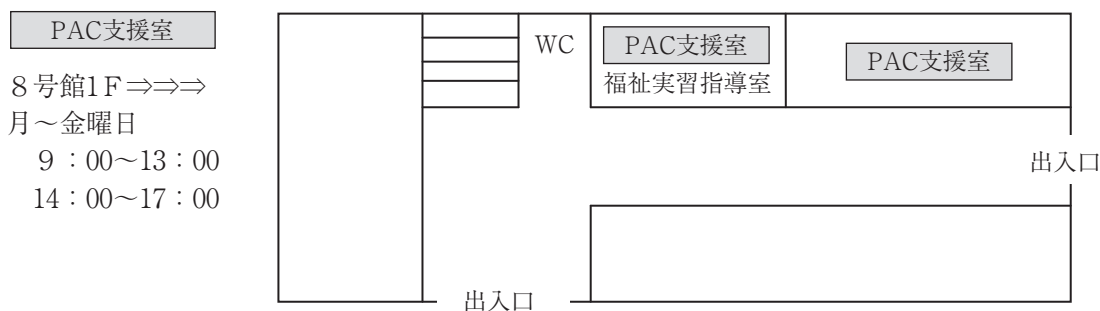 PAC支援室
８号館1Ｆ⇒⇒⇒
月～金曜日
９：00～13：00
14：00～17：00
WC
PAC支援室
福祉実習指導室
PAC支援室
出入口
出入口